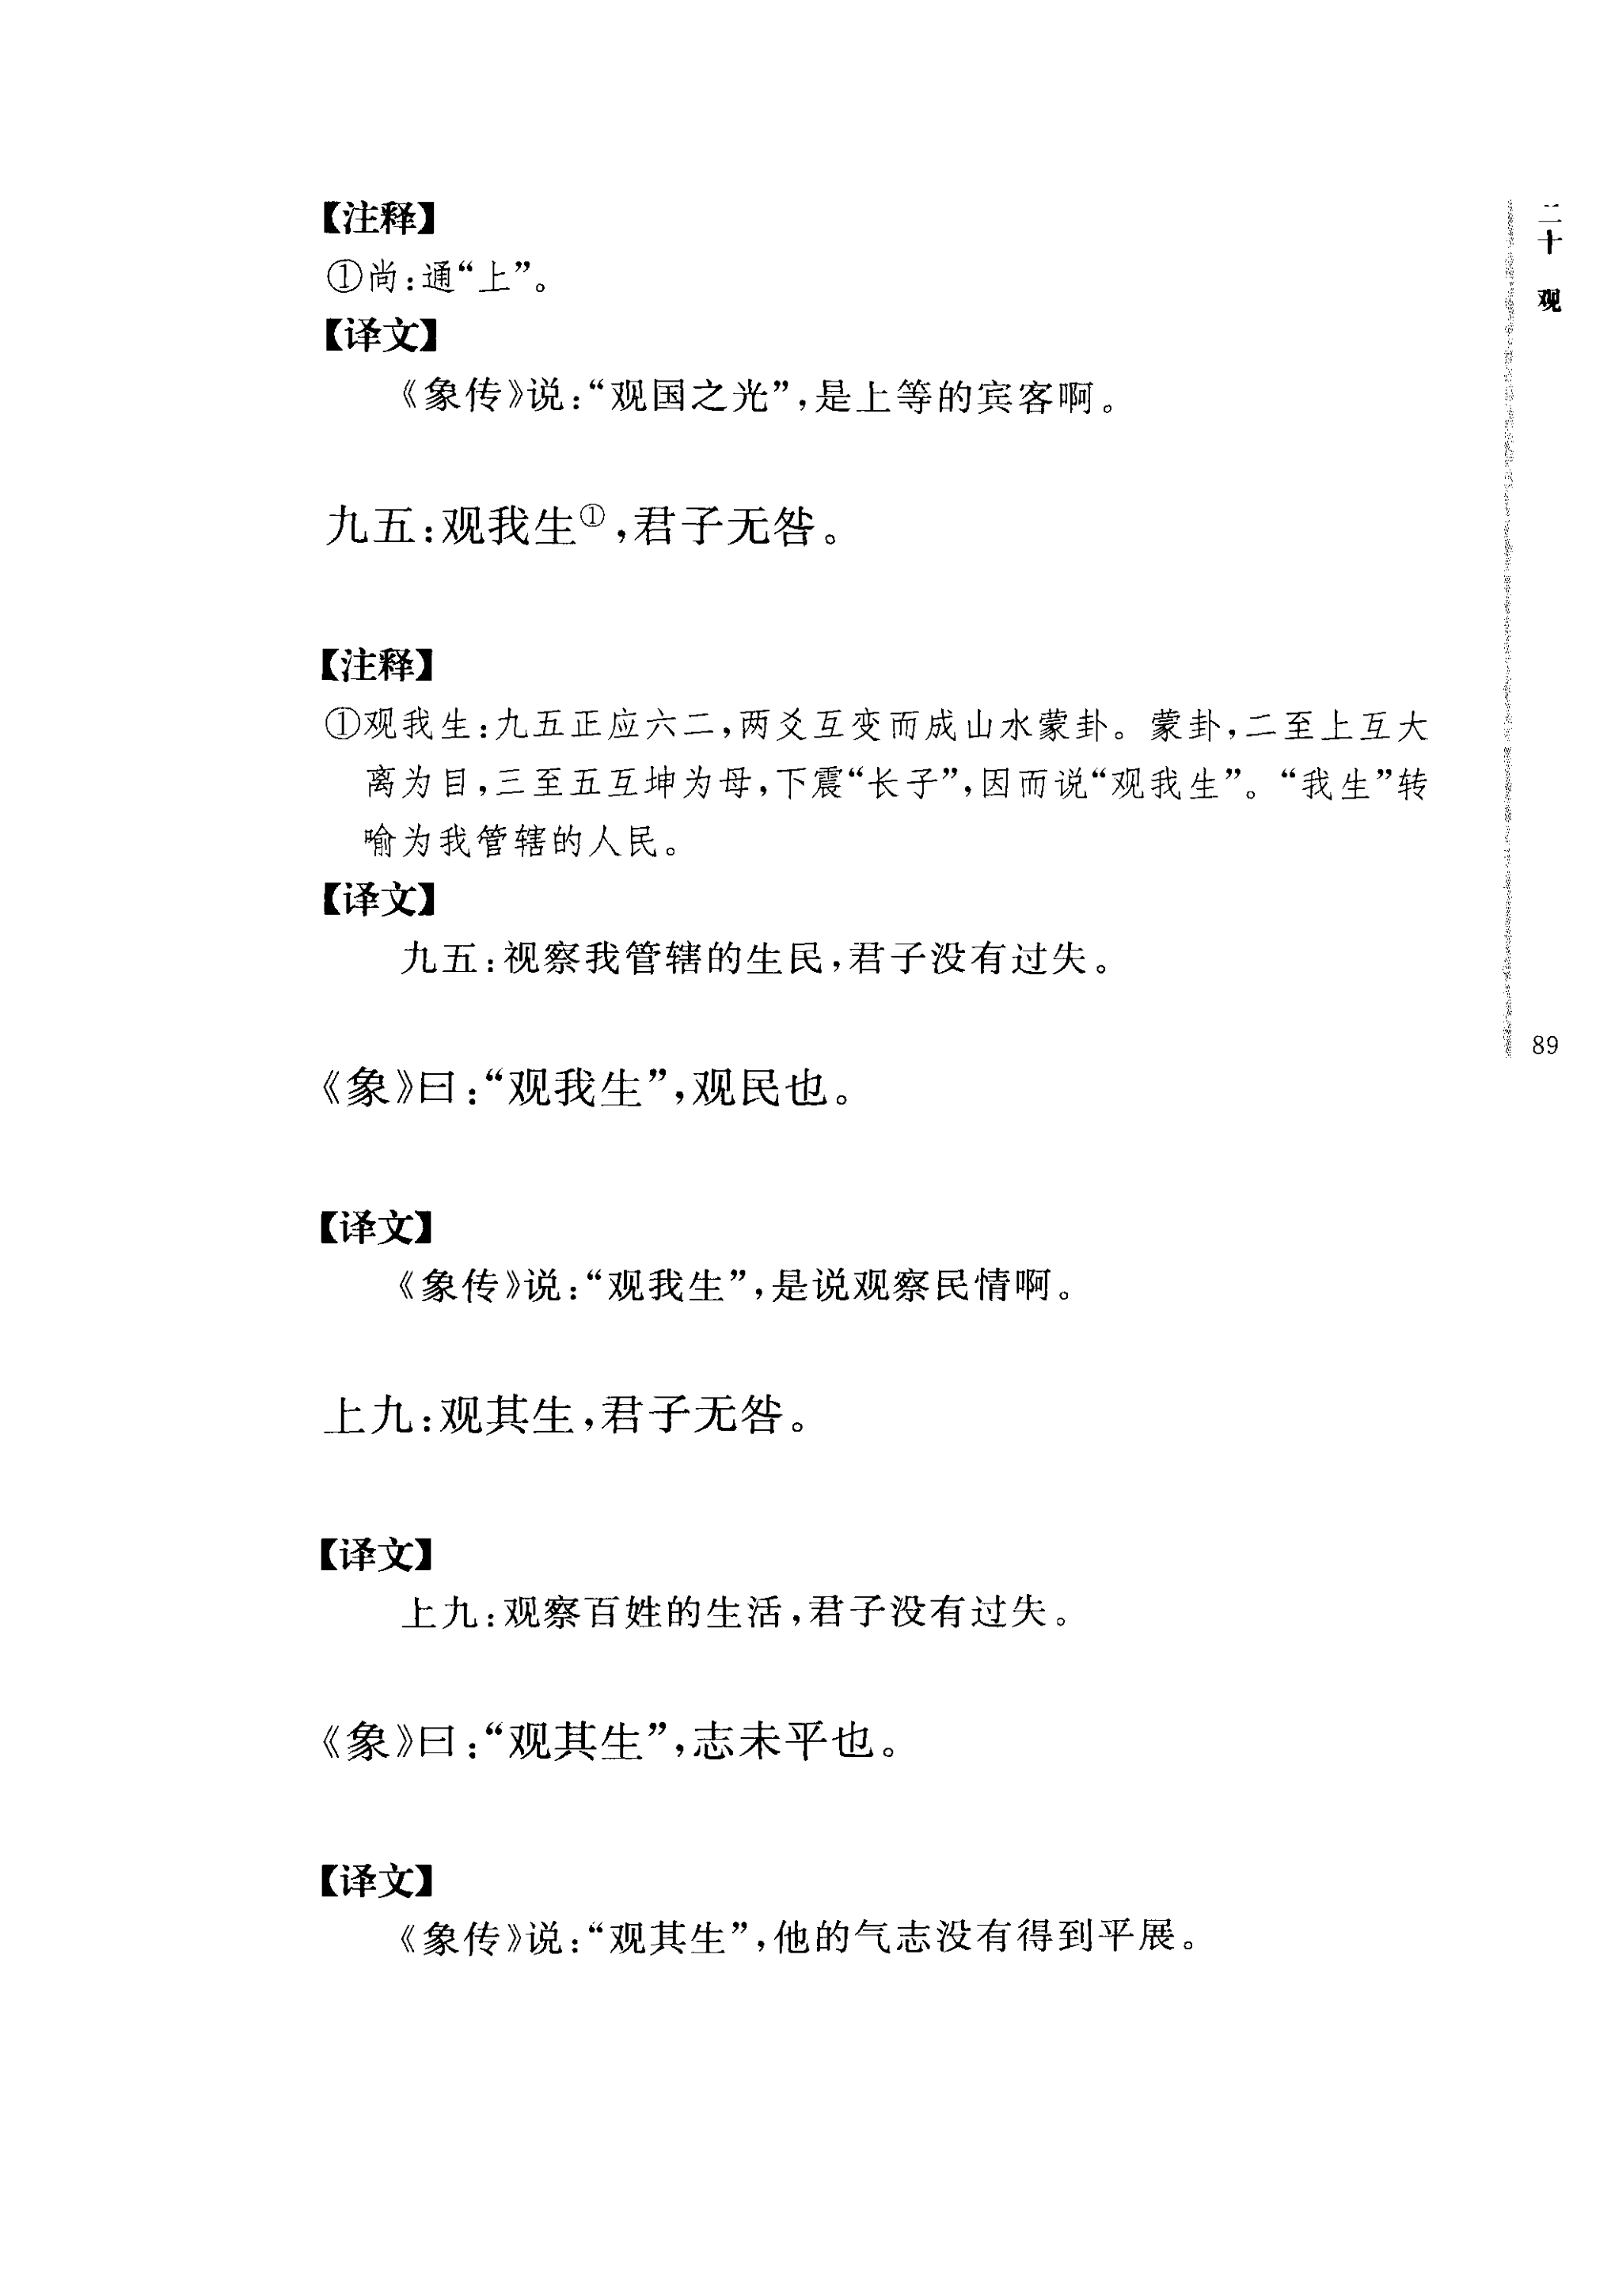 【注释】
①尚:通“上”。
【译文】
《象传》说:“观国之光”,是上等的宾客啊。
九五:观我生①,君子无咎。
【注释】
①观我生:九五正应六二,两爻互变而成山水蒙卦。蒙卦,二至上互大
离为目,三至五互坤为母,下震“长子”,因而说“观我生”。“我生”转
喻为我管辖的人民。
【译文】
九五:视察我管辖的生民,君子没有过失。
《象》曰:“观我生”,观民也。
【译文】
《象传》说:“观我生”,是说观察民情啊。
上九:观其生,君子无咎。
【译文】
上九:观察百姓的生活,君子没有过失。
《象》曰:“观其生”,志未平也。
【译文】
《象传》说:“观其生”,他的气志没有得到平展。
二十 观
89